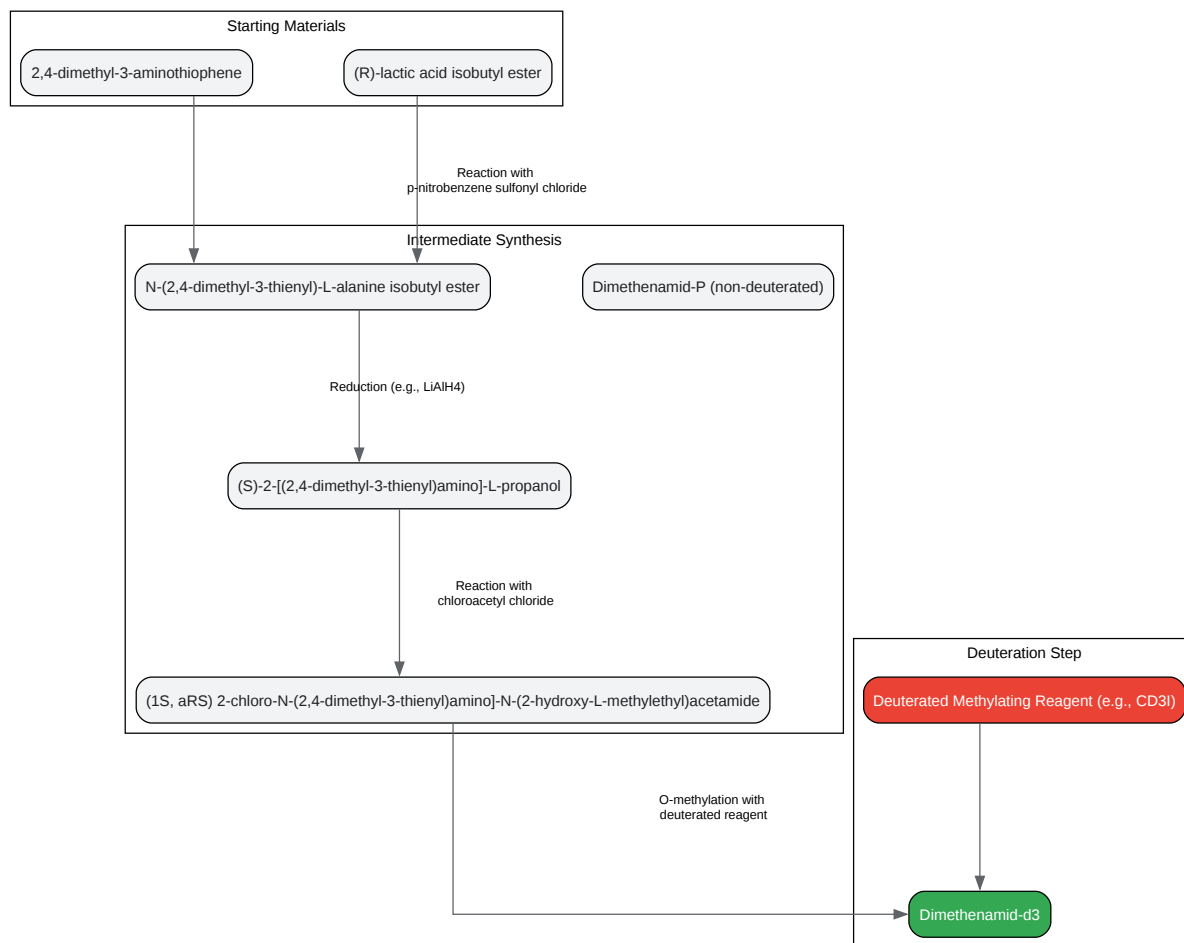 Starting Materials
2,4-dimethyl-3-aminothiophene
(R)-lactic acid isobutyl ester
Reaction with
p-nitrobenzene sulfonyl chloride
Intermediate Synthesis
N-(2,4-dimethyl-3-thienyl)-L-alanine isobutyl ester
Dimethenamid-P (non-deuterated)
Reduction (e.g., LiAlH4)
(S)-2-[(2,4-dimethyl-3-thienyl)amino]-L-propanol
Reaction with
chloroacetyl chloride
Deuteration Step
(1S, aRS) 2-chloro-N-(2,4-dimethyl-3-thienyl)amino]-N-(2-hydroxy-L-methylethyl)acetamide
Deuterated Methylating Reagent (e.g., CD3I)
O-methylation with
deuterated reagent
Dimethenamid-d3